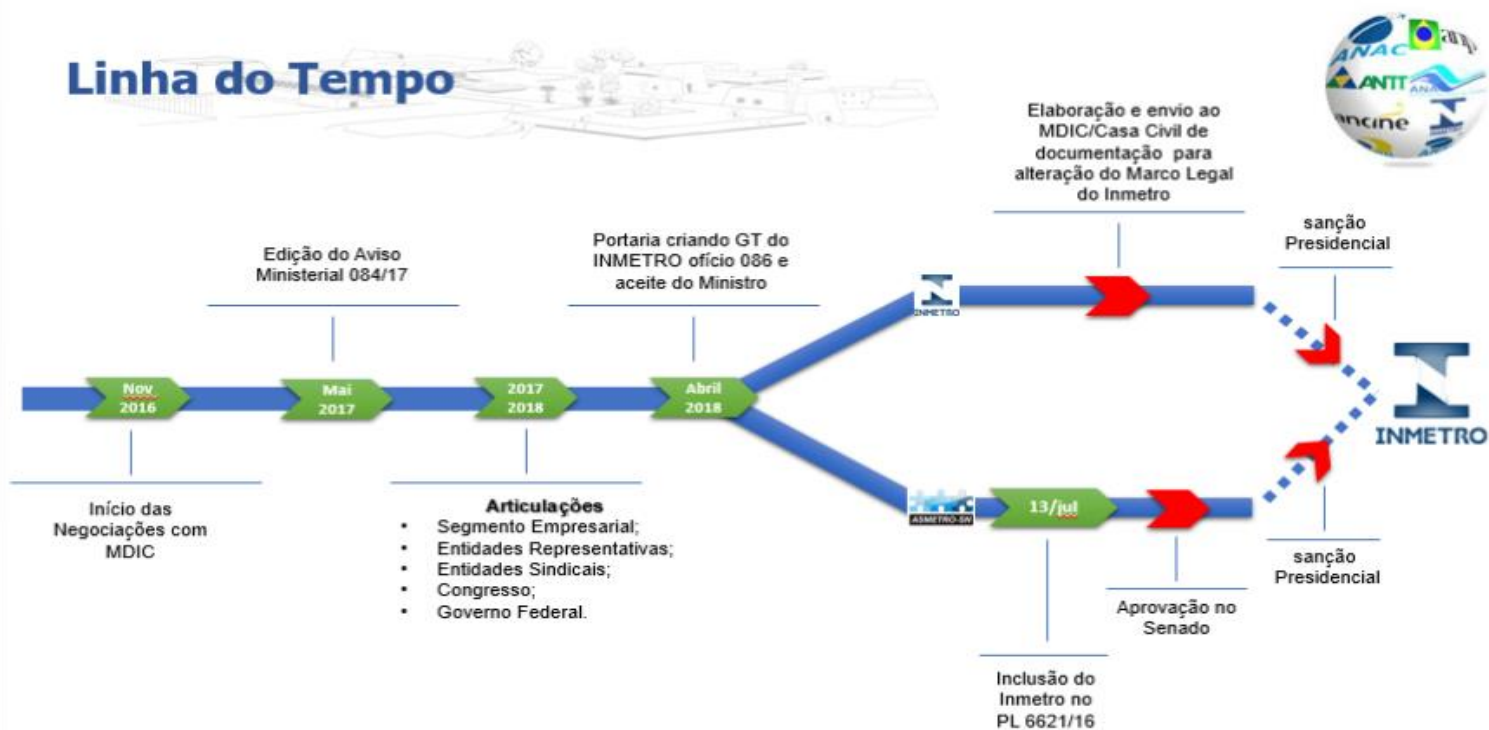 Linha do Tempo
ANAC
anp
ANTT
ANA
ancine
INMETRO
Elaboração e envio ao
MDIC/Casa Civil de
documentação para
alteração do Marco Legal
do Inmetro
sanção
Presidencial
Edição do Aviso
Ministerial 084/17
Portaria criando GT do
INMETRO ofício 086 e
aceite do Ministro
INMETRO
Nov
2016
Mai
2017
2017
2018
Abril
2018
INMETRO
Início das
Negociações com
MDIC
Articulações
• Segmento Empresarial;
• Entidades Representativas;
• Entidades Sindicais;
• Congresso;
• Governo Federal.
ASMETRO-SN
13/jul
sanção
Presidencial
Aprovação no
Senado
Inclusão do
Inmetro no
PL 6621/16